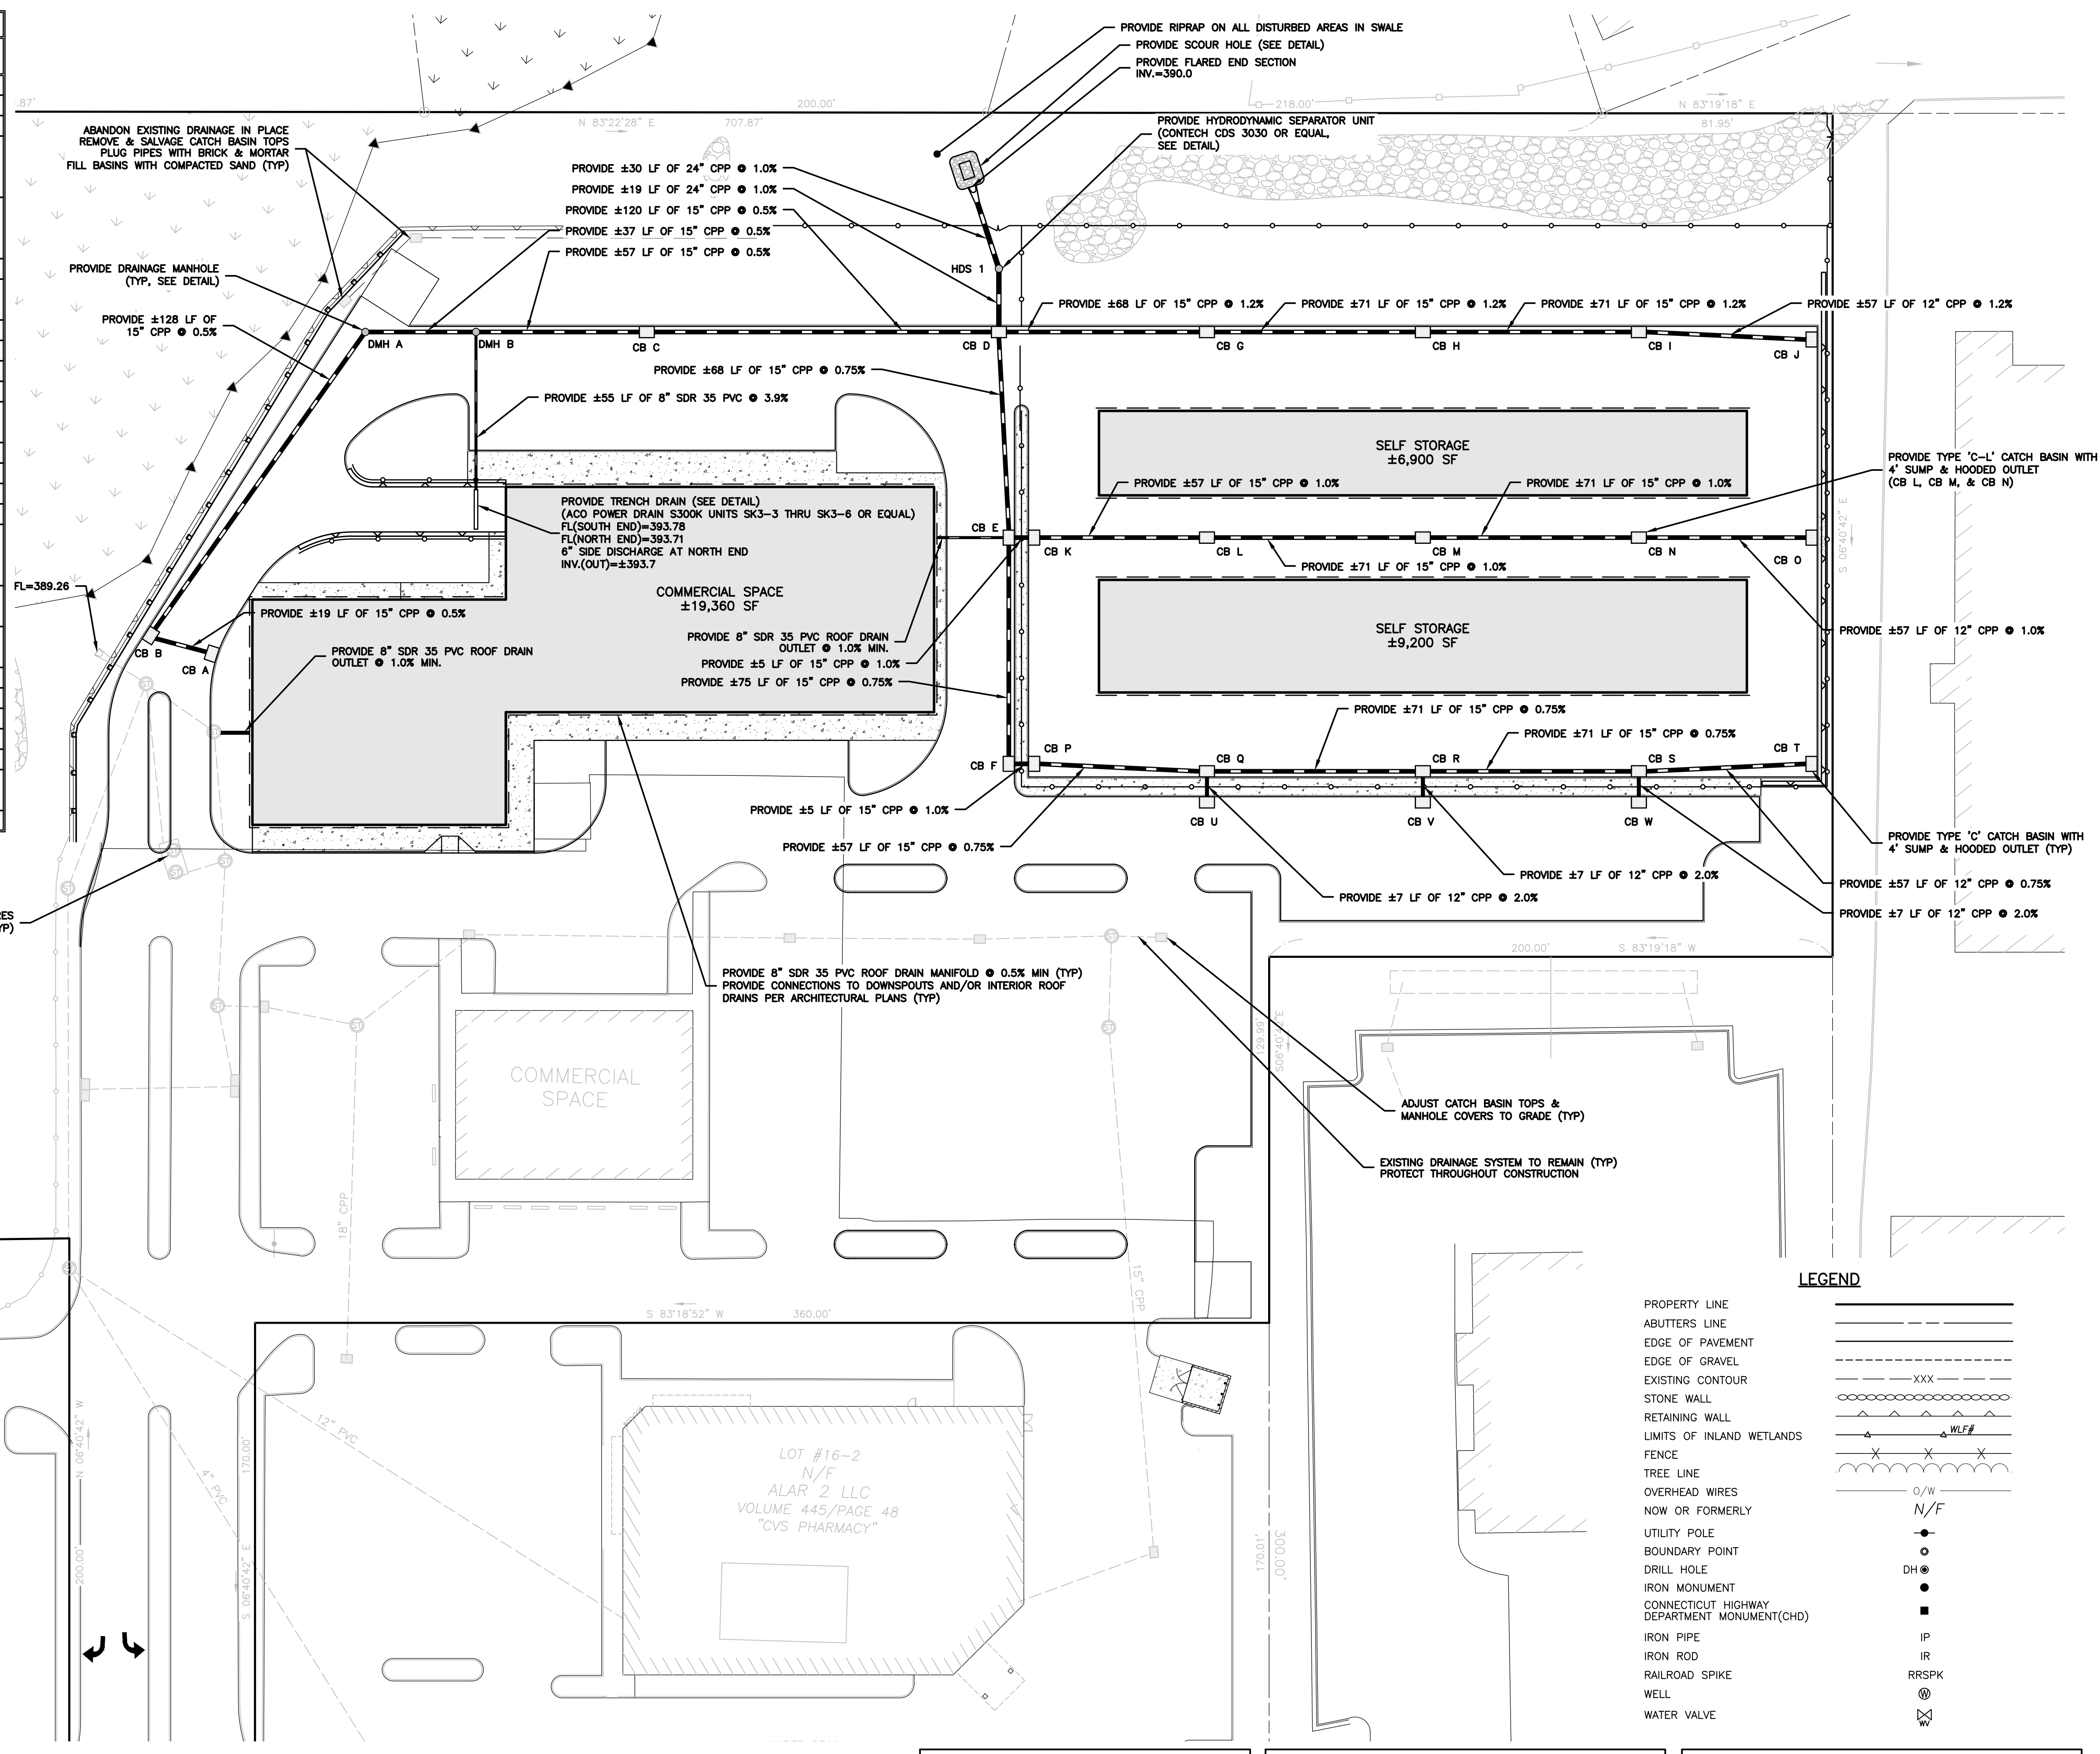 PROVIDE RIPRAP ON ALL DISTURBED AREAS IN SWALE
PROVIDE SCOUR HOLE (SEE DETAIL)
PROVIDE FLARED END SECTION
INV.=390.0
.87'
200.00'
218.00'
N 83°19'18" E
81.95'
N 83°22'28" E
707.87'
ABANDON EXISTING DRAINAGE IN PLACE
REMOVE & SALVAGE CATCH BASIN TOPS
PLUG PIPES WITH BRICK & MORTAR
FILL BASINS WITH COMPACTED SAND (TYP)
PROVIDE HYDRODYNAMIC SEPARATOR UNIT
(CONTECH CDS 3030 OR EQUAL,
SEE DETAIL)
PROVIDE ±30 LF OF 24" CPP @ 1.0%
PROVIDE ±19 LF OF 24" CPP @ 1.0%
PROVIDE ±120 LF OF 15" CPP @ 0.5%
PROVIDE ±37 LF OF 15" CPP @ 0.5%
PROVIDE ±57 LF OF 15" CPP @ 0.5%
PROVIDE DRAINAGE MANHOLE
(TYP, SEE DETAIL)
HDS 1
PROVIDE ±128 LF OF
15" CPP @ 0.5%
PROVIDE ±68 LF OF 15" CPP @ 1.2%
PROVIDE ±71 LF OF 15" CPP @ 1.2%
PROVIDE ±71 LF OF 15" CPP @ 1.2%
PROVIDE ±57 LF OF 12" CPP @ 1.2%
DMH A
DMH B
CB C
CB D
CB G
CB H
CB I
CB J
PROVIDE ±68 LF OF 15" CPP @ 0.75%
PROVIDE ±55 LF OF 8" SDR 35 PVC @ 3.9%
SELF STORAGE
±6,900 SF
PROVIDE TYPE 'C-L' CATCH BASIN WITH
4' SUMP & HOODED OUTLET
(CB L, CB M, & CB N)
PROVIDE ±57 LF OF 15" CPP @ 1.0%
PROVIDE ±71 LF OF 15" CPP @ 1.0%
PROVIDE TRENCH DRAIN (SEE DETAIL)
(ACO POWER DRAIN S300K UNITS SK3-3 THRU SK3-6 OR EQUAL)
FL(SOUTH END)=393.78
FL(NORTH END)=393.71
6" SIDE DISCHARGE AT NORTH END
INV.(OUT)=±393.7
S 06°40'42" E
CB E
CB K
CB L
CB M
CB N
CB O
PROVIDE ±71 LF OF 15" CPP @ 1.0%
FL=389.26
COMMERCIAL SPACE
±19,360 SF
PROVIDE ±19 LF OF 15" CPP @ 0.5%
SELF STORAGE
±9,200 SF
PROVIDE ±57 LF OF 12" CPP @ 1.0%
PROVIDE 8" SDR 35 PVC ROOF DRAIN
OUTLET @ 1.0% MIN.
PROVIDE 8" SDR 35 PVC ROOF DRAIN
OUTLET @ 1.0% MIN.
CB B
CB A
PROVIDE ±5 LF OF 15" CPP @ 1.0%
PROVIDE ±75 LF OF 15" CPP @ 0.75%
ST
ST
PROVIDE ±71 LF OF 15" CPP @ 0.75%
PROVIDE ±71 LF OF 15" CPP @ 0.75%
CB F
CB P
CB Q
CB R
CB S
CB T
PROVIDE ±5 LF OF 15" CPP @ 1.0%
CB U
CB V
CB W
PROVIDE ±57 LF OF 15" CPP @ 0.75%
PROVIDE TYPE 'C' CATCH BASIN WITH
4' SUMP & HOODED OUTLET (TYP)
ST
ST
ST
ST
PROVIDE ±7 LF OF 12" CPP @ 2.0%
PROVIDE ±7 LF OF 12" CPP @ 2.0%
PROVIDE ±57 LF OF 12" CPP @ 0.75%
PROVIDE ±7 LF OF 12" CPP @ 2.0%
ST
200.00'
S 83°19'18" W
PROVIDE 8" SDR 35 PVC ROOF DRAIN MANIFOLD @ 0.5% MIN (TYP)
PROVIDE CONNECTIONS TO DOWNSPOUTS AND/OR INTERIOR ROOF
DRAINS PER ARCHITECTURAL PLANS (TYP)
ST
ST
ST
129.99'
S06°40'42"E
COMMERCIAL
SPACE
ADJUST CATCH BASIN TOPS &
MANHOLE COVERS TO GRADE (TYP)
EXISTING DRAINAGE SYSTEM TO REMAIN (TYP)
PROTECT THROUGHOUT CONSTRUCTION
18" CPP
15" CPP
ST
S 83°18'52" W
360.00'
12" PVC
4" PVC
N 06°40'42" W
200.00'
170.00'
S 06°40'42" E
LOT #16-2
N/F
ALAR 2 LLC
VOLUME 445/PAGE 48
"CVS PHARMACY"
170.01'
300.00'
LEGEND
PROPERTY LINE
ABUTTERS LINE
EDGE OF PAVEMENT
EDGE OF GRAVEL
EXISTING CONTOUR XXX
STONE WALL
RETAINING WALL
LIMITS OF INLAND WETLANDS WLF#
FENCE X X X
TREE LINE
OVERHEAD WIRES O/W
NOW OR FORMERLY N/F
UTILITY POLE
BOUNDARY POINT
DRILL HOLE DH
IRON MONUMENT
CONNECTICUT HIGHWAY
DEPARTMENT MONUMENT(CHD)
IRON PIPE IP
IRON ROD IR
RAILROAD SPIKE RRSPK
WELL W
WATER VALVE WV